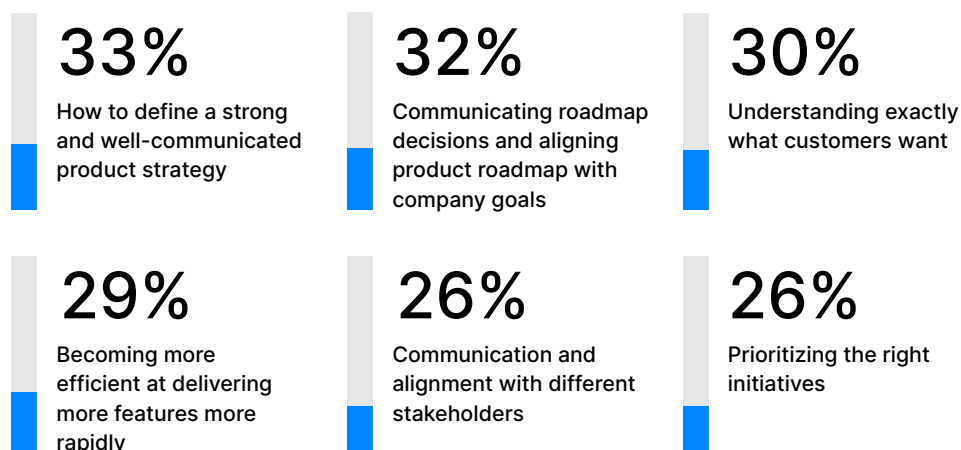 33%
How to define a strong
and well-communicated
product strategy
32%
Communicating roadmap
decisions and aligning
product roadmap with
company goals
30%
Understanding exactly
what customers want
29%
Becoming more
efficient at delivering
more features more
rapidly
26%
Communication and
alignment with different
stakeholders
26%
Prioritizing the right
initiatives